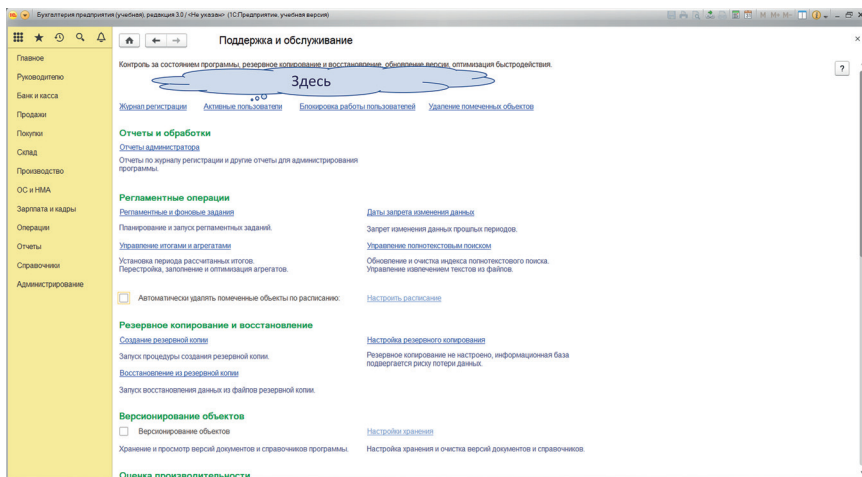 Бухгалтерия предприятия (учебная), редакция 3.0 / <Не указан> (1С:Предприятие, учебная версия)
M M+ M-
Главное
Руководителю
Банк и касса
Продажи
Покупки
Склад
Производство
ОС и НМА
Зарплата и кадры
Операции
Отчеты
Справочники
Администрирование
Поддержка и обслуживание
Контроль за состоянием программы, резервное копирование и восстановление, обновление версии, оптимизация быстродействия.
?
Здесь
Журнал регистрации Активные пользователи Блокировка работы пользователей Удаление помеченных объектов
Отчеты и обработки
Отчеты администратора
Отчеты по журналу регистрации и другие отчеты для администрирования
программы.
Регламентные операции
Регламентные и фоновые задания Даты запрета изменения данных
Планирование и запуск регламентных заданий. Запрет изменения данных прошлых периодов.
Управление итогами и агрегатами Управление полнотекстовым поиском
Установка периода рассчитанных итогов. Обновление и очистка индекса полнотекстового поиска.
Перестройка, заполнение и оптимизация агрегатов. Управление извлечением текстов из файлов.
Автоматически удалять помеченные объекты по расписанию: Настроить расписание
Резервное копирование и восстановление
Создание резервной копии Настройка резервного копирования
Запуск процедуры создания резервной копии. Резервное копирование не настроено, информационная база
подвергается риску потери данных.
Восстановление из резервной копии
Запуск восстановления данных из файлов резервной копии.
Версионирование объектов
Версионирование объектов Настройки хранения
Хранение и просмотр версий документов и справочников программы. Настройка хранения и очистка версий документов и справочников.
Оценка производительности